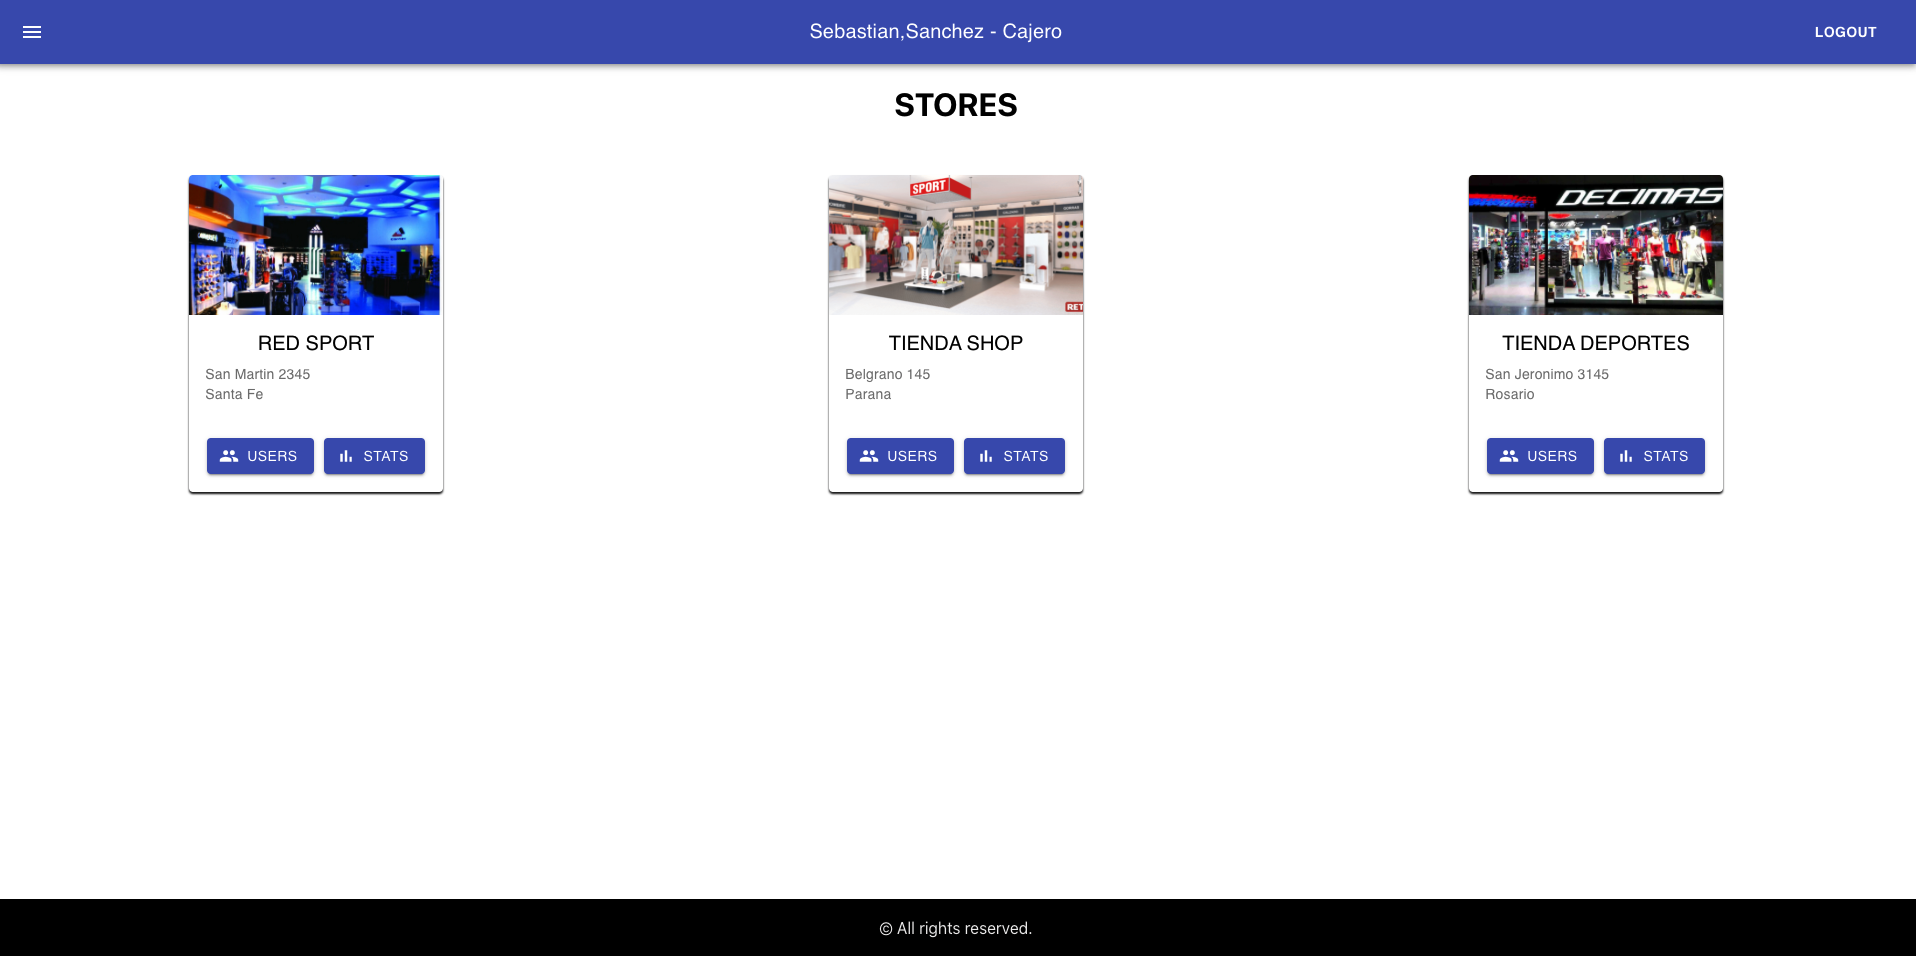 Sebastian,Sanchez - Cajero
LOGOUT
STORES
adidas
SPORT
RET
DECIMAS
RED SPORT
San Martin 2345
Santa Fe
USERS
STATS
TIENDA SHOP
Belgrano 145
Parana
USERS
STATS
TIENDA DEPORTES
San Jeronimo 3145
Rosario
USERS
STATS
© All rights reserved.